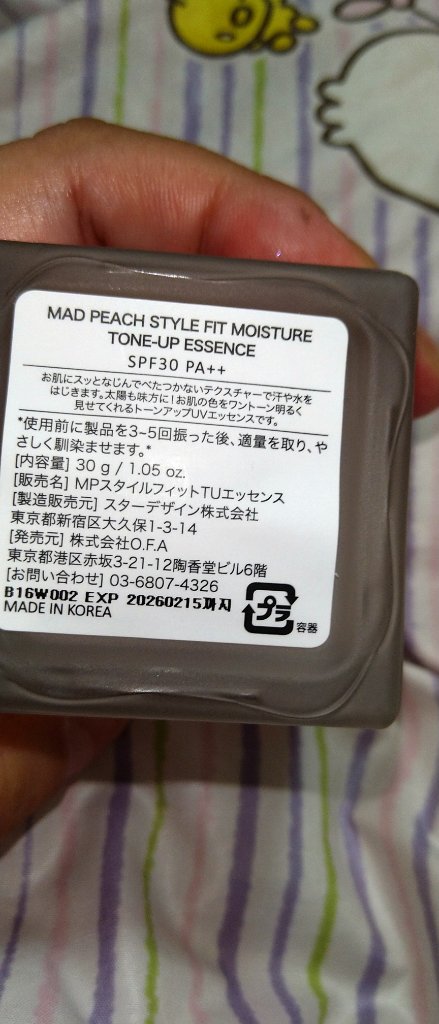 MAD PEACH STYLE FIT MOISTURE
TONE-UP ESSENCE
SPF30 PA++
お肌にスッとなじんでべたつかないテクスチャーで汗や水を
はじきます。太陽も味方に!お肌の色をワントーン明るく
見せてくれるトーンアップUVエッセンスです。
*使用前に製品を3~5回振った後、適量を取り、や
さしく馴染ませます。*
[内容量] 30 g / 1.05 oz.
[販売名] MPスタイルフィットTUエッセンス
[製造販売元] スターデザイン株式会社
東京都新宿区大久保1-3-14
[発売元] 株式会社O.F.A
東京都港区赤坂3-21-12陶香堂ビル6階
[お問い合わせ] 03-6807-4326
B16W002 EXP 20260215까지
MADE IN KOREA
プラ
容器